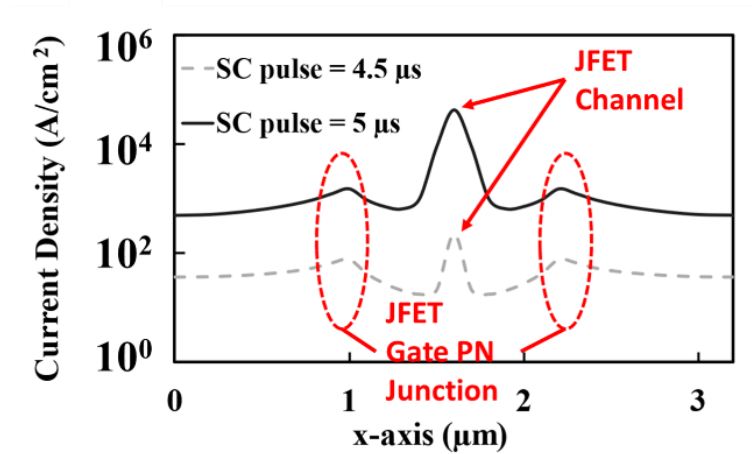 10⁶
SC pulse = 4.5 μs
SC pulse = 5 μs
JFET
Channel
10⁴
10²
10⁰
Current Density (A/cm²)
JFET
Gate PN
Junction
0
1
2
3
x-axis (μm)